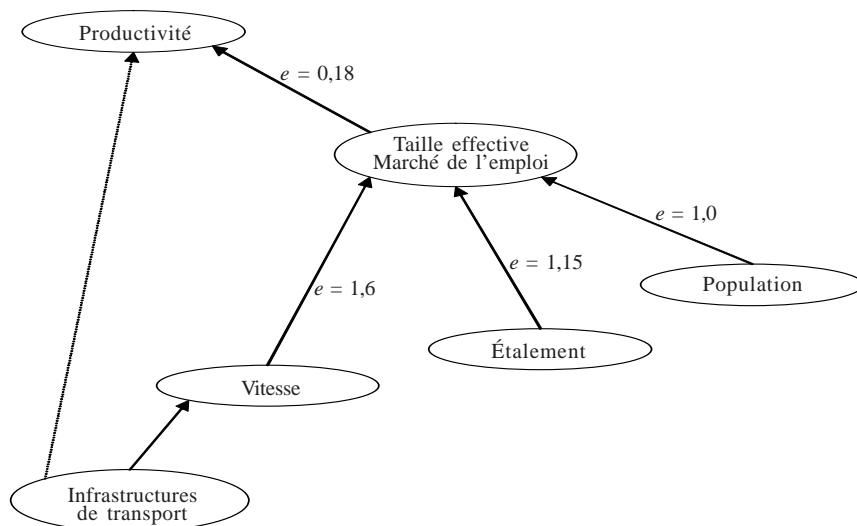 Productivité
e = 0,18
Taille effective
Marché de l'emploi
e = 1,0
e = 1,15
e = 1,6
Population
Étalement
Vitesse
Infrastructures
de transport